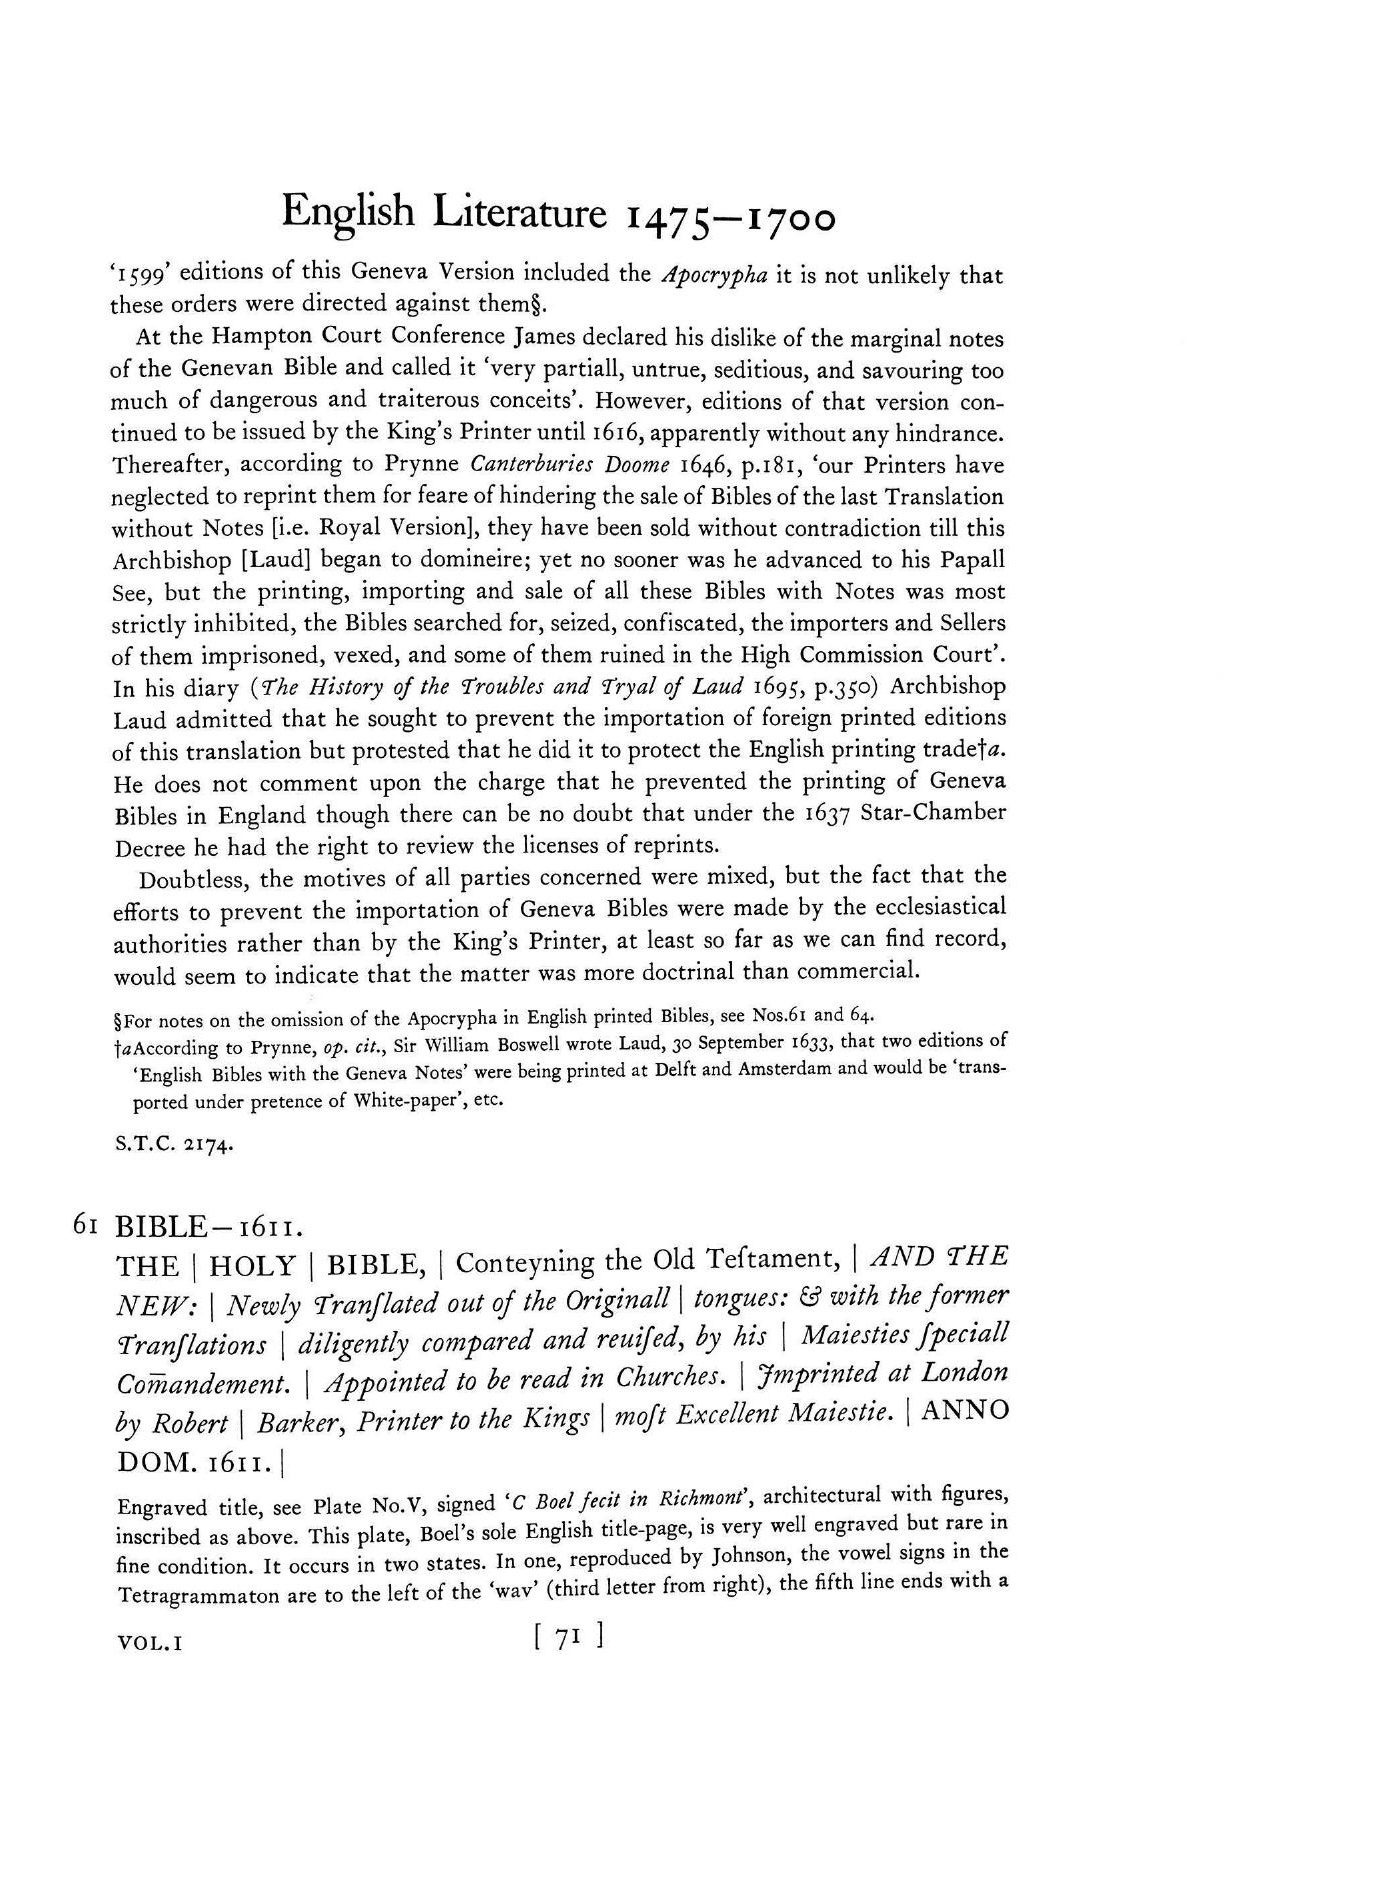 English Literature 1475—1700
‘1599’ editions of this Geneva Version included the Apocrypha it is not unlikely that
these orders were directed against them§.
At the Hampton Court Conference James declared his dislike of the marginal notes
of the Genevan Bible and called it ‘very partiall, untrue, seditious, and savouring too
much of dangerous and traiterous conceits’. However, editions of that version con-
tinued to be issued by the King’s Printer until 1616, apparently without any hindrance.
Thereafter, according to Prynne Canterburies Doome 1646, p.181, ‘our Printers have
neglected to reprint them for feare of hindering the sale of Bibles of the last Translation
without Notes [i.e. Royal Version], they have been sold without contradiction till this
Archbishop [Laud] began to domineire; yet no sooner was he advanced to his Papall
See, but the printing, importing and sale of all these Bibles with Notes was most
strictly inhibited, the Bibles searched for, seized, confiscated, the importers and Sellers
of them imprisoned, vexed, and some of them ruined in the High Commission Court’.
In his diary (The History of the Troubles and Tryal of Laud 1695, p.350) Archbishop
Laud admitted that he sought to prevent the importation of foreign printed editions
of this translation but protested that he did it to protect the English printing trade†a.
He does not comment upon the charge that he prevented the printing of Geneva
Bibles in England though there can be no doubt that under the 1637 Star-Chamber
Decree he had the right to review the licenses of reprints.
Doubtless, the motives of all parties concerned were mixed, but the fact that the
efforts to prevent the importation of Geneva Bibles were made by the ecclesiastical
authorities rather than by the King’s Printer, at least so far as we can find record,
would seem to indicate that the matter was more doctrinal than commercial.
§For notes on the omission of the Apocrypha in English printed Bibles, see Nos.61 and 64.
†aAccording to Prynne, op. cit., Sir William Boswell wrote Laud, 30 September 1633, that two editions of
‘English Bibles with the Geneva Notes’ were being printed at Delft and Amsterdam and would be ‘trans-
ported under pretence of White-paper’, etc.
S.T.C. 2174.
61 BIBLE—1611.
THE | HOLY | BIBLE, | Conteyning the Old Teſtament, | AND THE
NEW: | Newly Tranſlated out of the Originall | tongues: & with the former
Tranſlations | diligently compared and reuiſed, by his | Maiesties ſpeciall
Com̄andement. | Appointed to be read in Churches. | Jmprinted at London
by Robert | Barker, Printer to the Kings | moſt Excellent Maiestie. | ANNO
DOM. 1611. |
Engraved title, see Plate No.V, signed ‘C Boel fecit in Richmont’, architectural with figures,
inscribed as above. This plate, Boel’s sole English title-page, is very well engraved but rare in
fine condition. It occurs in two states. In one, reproduced by Johnson, the vowel signs in the
Tetragrammaton are to the left of the ‘wav’ (third letter from right), the fifth line ends with a
VOL.I [ 71 ]